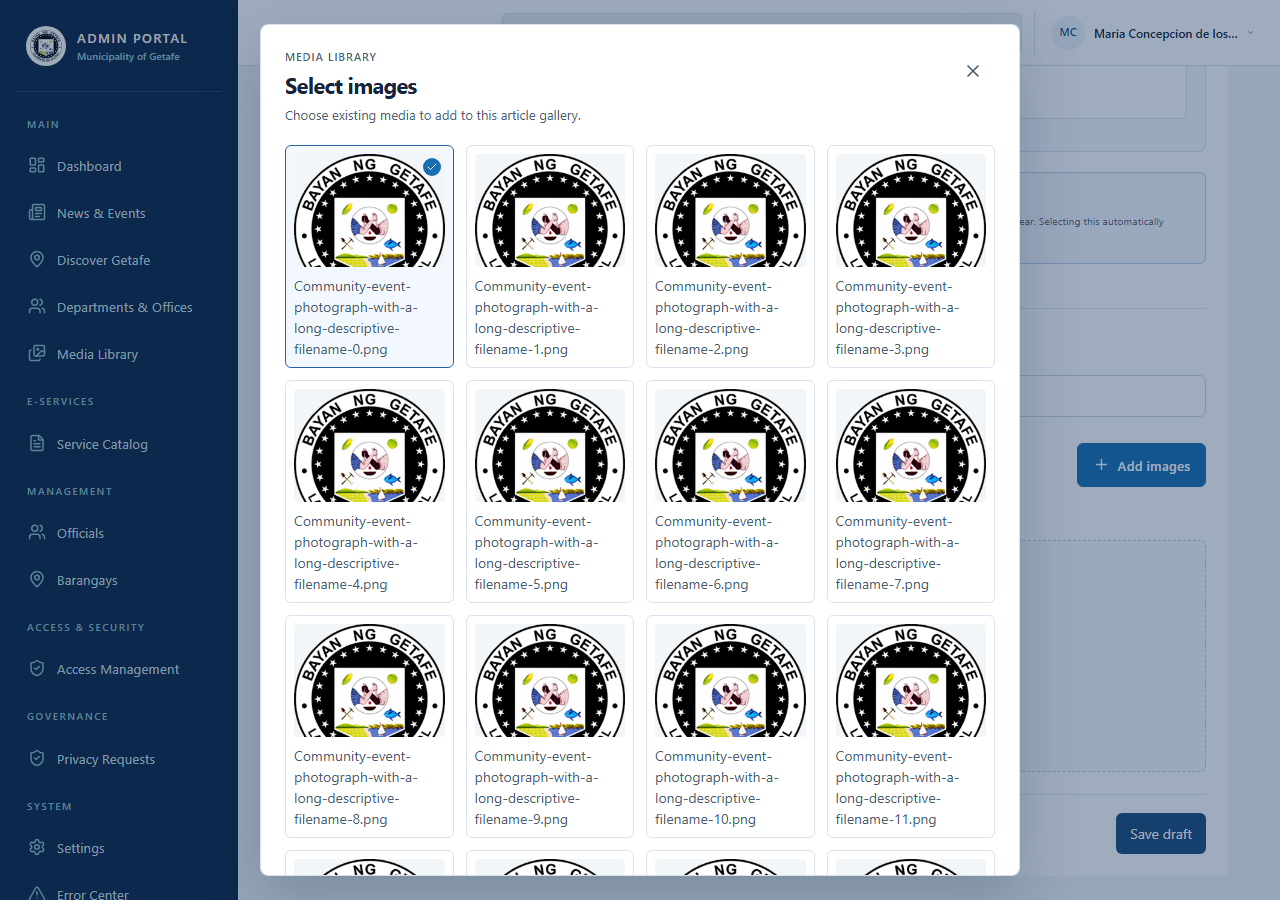 ADMIN PORTAL
Municipality of Getafe
MAIN
Dashboard
News & Events
Discover Getafe
Departments & Offices
Media Library
E-SERVICES
Service Catalog
MANAGEMENT
Officials
Barangays
ACCESS & SECURITY
Access Management
GOVERNANCE
Privacy Requests
SYSTEM
Settings
Error Center
MC
Maria Concepcion de los...
MEDIA LIBRARY
Select images
Choose existing media to add to this article gallery.
BAYAN NG GETAFE
Community-event-
photograph-with-a-
long-descriptive-
filename-0.png
BAYAN NG GETAFE
Community-event-
photograph-with-a-
long-descriptive-
filename-1.png
BAYAN NG GETAFE
Community-event-
photograph-with-a-
long-descriptive-
filename-2.png
BAYAN NG GETAFE
Community-event-
photograph-with-a-
long-descriptive-
filename-3.png
BAYAN NG GETAFE
Community-event-
photograph-with-a-
long-descriptive-
filename-4.png
BAYAN NG GETAFE
Community-event-
photograph-with-a-
long-descriptive-
filename-5.png
BAYAN NG GETAFE
Community-event-
photograph-with-a-
long-descriptive-
filename-6.png
BAYAN NG GETAFE
Community-event-
photograph-with-a-
long-descriptive-
filename-7.png
BAYAN NG GETAFE
Community-event-
photograph-with-a-
long-descriptive-
filename-8.png
BAYAN NG GETAFE
Community-event-
photograph-with-a-
long-descriptive-
filename-9.png
BAYAN NG GETAFE
Community-event-
photograph-with-a-
long-descriptive-
filename-10.png
BAYAN NG GETAFE
Community-event-
photograph-with-a-
long-descriptive-
filename-11.png
ear. Selecting this automatically
Add images
Save draft